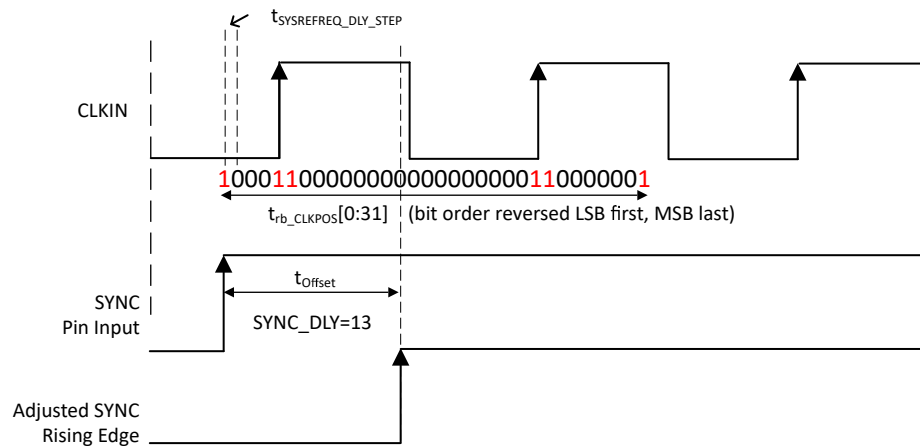 tSYSREFREQ_DLY_STEP
CLKIN
10001100000000000000000110000001
trb_CLKPOS[0:31] (bit order reversed LSB first, MSB last)
tOffset
SYNC
Pin Input
SYNC_DLY=13
Adjusted SYNC
Rising Edge